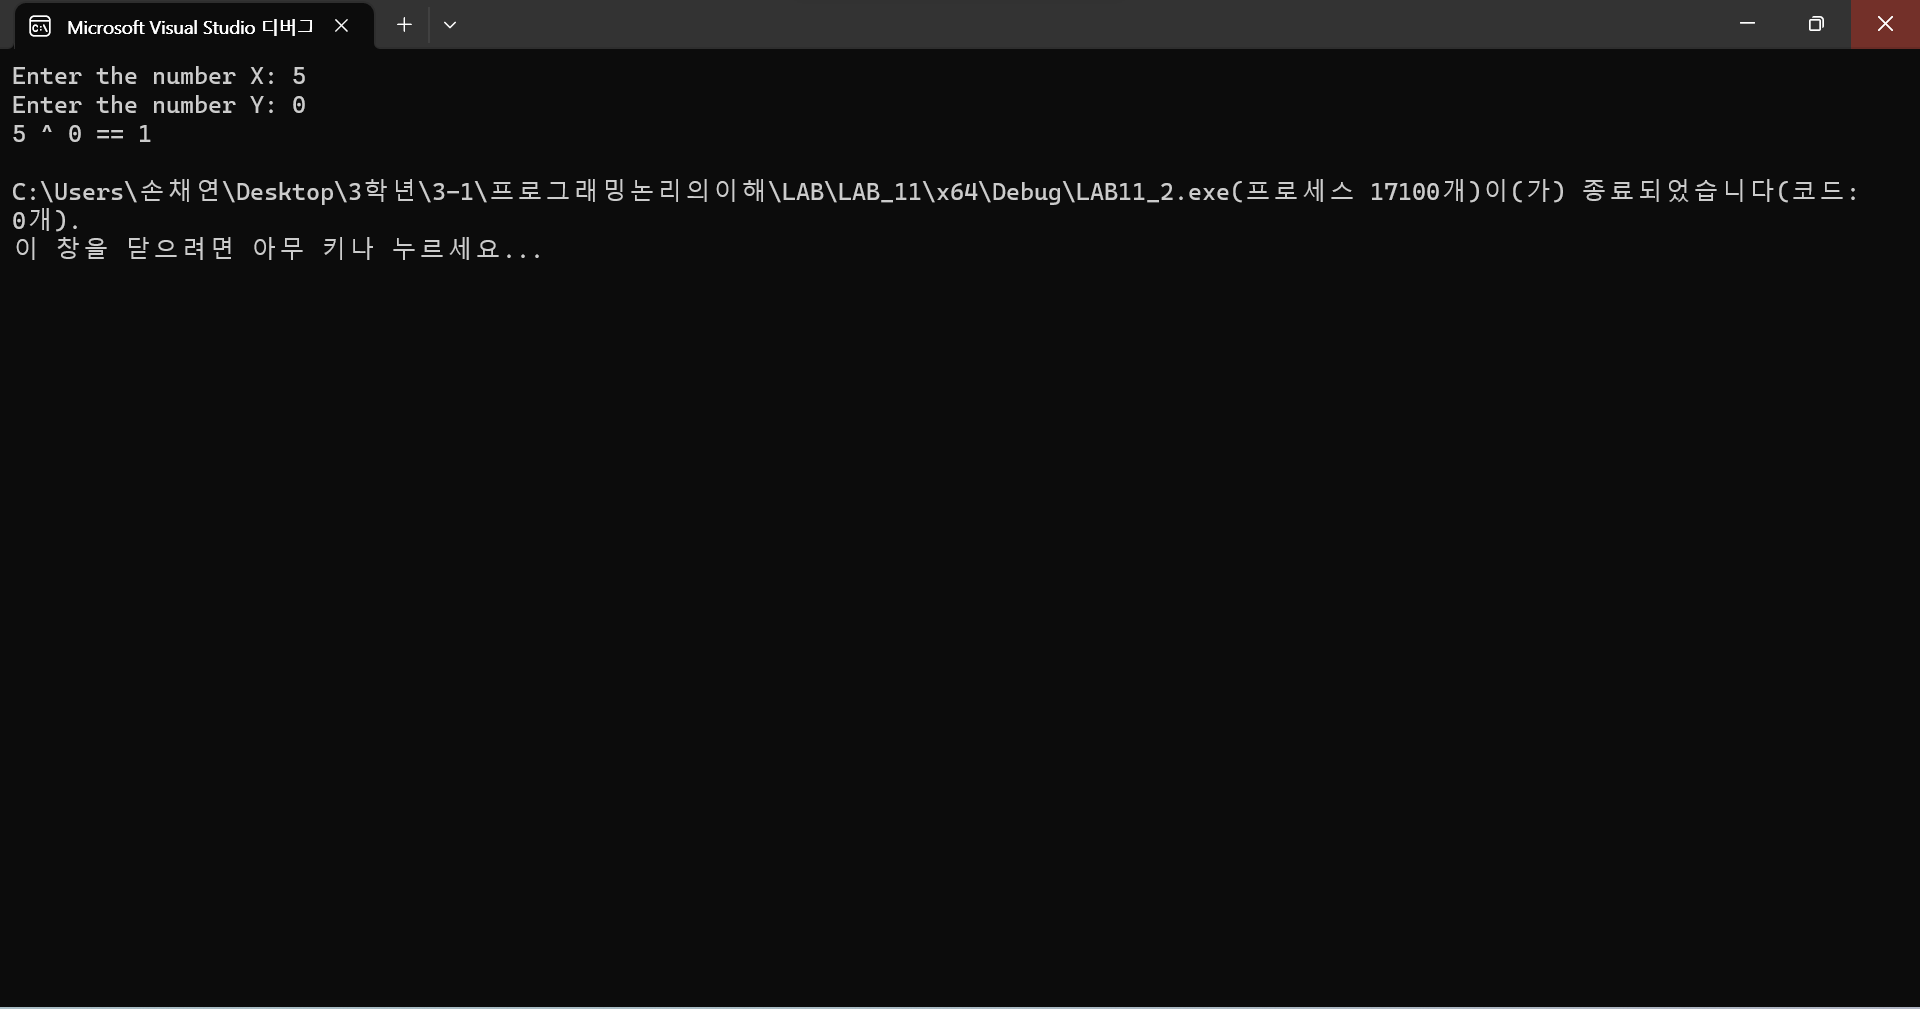 Microsoft Visual Studio 디버그
Enter the number X: 5
Enter the number Y: 0
5 ^ 0 == 1
C:\Users\손채연\Desktop\3학년\3-1\프로그래밍논리의이해\LAB\LAB_11\x64\Debug\LAB11_2.exe(프로세스 17100개)이(가) 종료되었습니다(코드:
0개).
이 창을 닫으려면 아무 키나 누르세요...